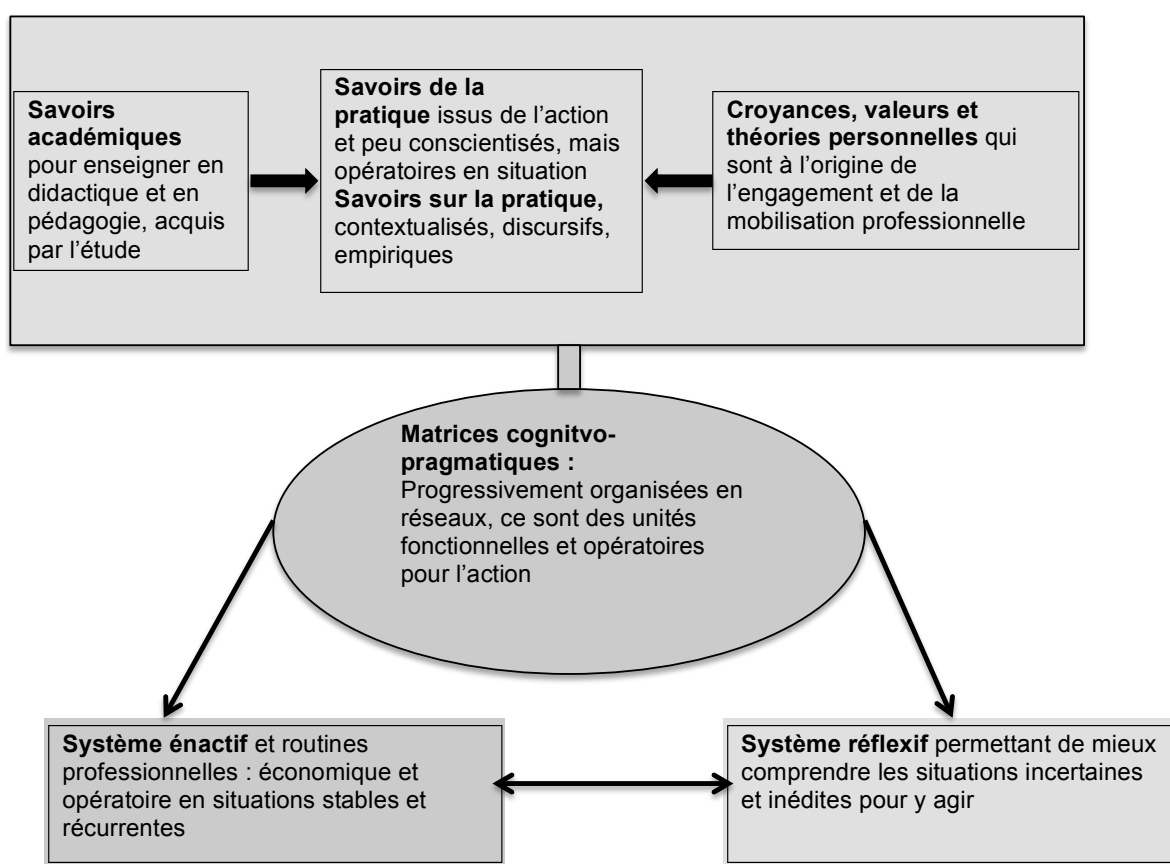 Savoirs
académiques
pour enseigner en
didactique et en
pédagogie, acquis
par l’étude
Savoirs de la
pratique issus de l’action
et peu conscientisés, mais
opératoires en situation
Savoirs sur la pratique,
contextualisés, discursifs,
empiriques
Croyances, valeurs et
théories personnelles qui
sont à l’origine de
l’engagement et de la
mobilisation professionnelle
Matrices cognitvo-
pragmatiques :
Progressivement organisées en
réseaux, ce sont des unités
fonctionnelles et opératoires
pour l’action
Système énactif et routines
professionnelles : économique et
opératoire en situations stables et
récurrentes
Système réflexif permettant de mieux
comprendre les situations incertaines
et inédites pour y agir